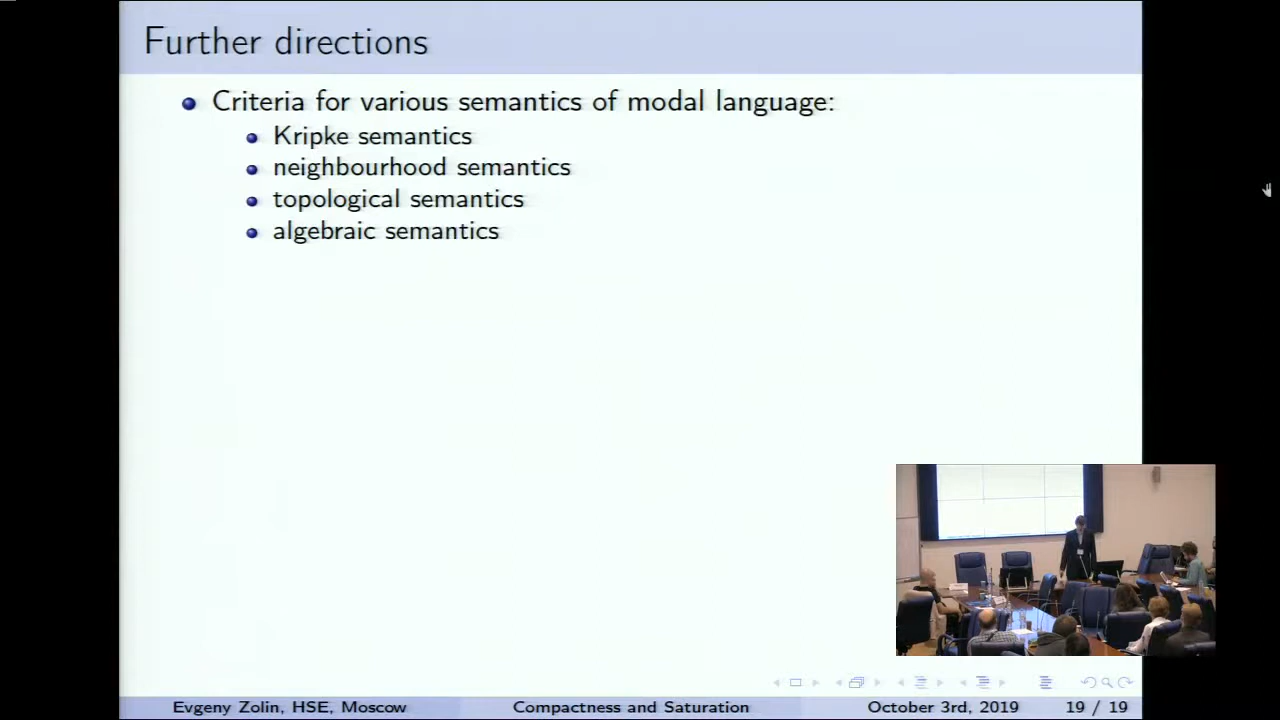 Further directions
Criteria for various semantics of modal language:
Kripke semantics
neighbourhood semantics
topological semantics
algebraic semantics
Evgeny Zolin, HSE, Moscow Compactness and Saturation October 3rd, 2019 19 / 19